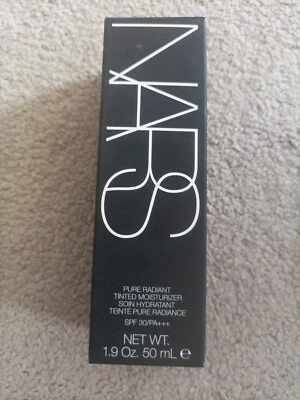 NARS
PURE RADIANT
TINTED MOISTURIZER
SOIN HYDRATANT
TEINTÉ PURE RADIANCE
SPF 30/PA+++
NET WT.
1.9 Oz. 50 mL ℮